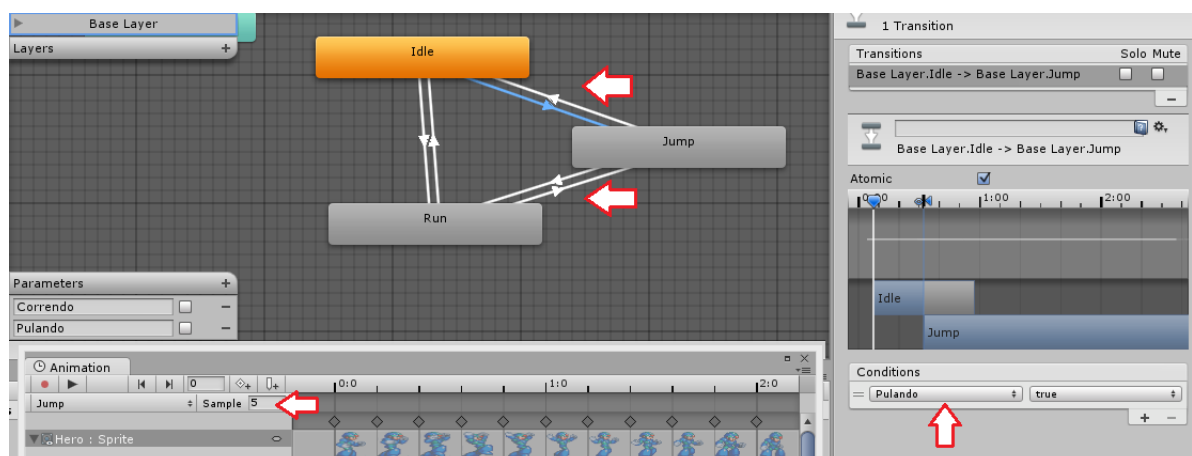 Base Layer
Layers +
Idle
Jump
Run
Parameters +
Correndo
Pulando
Animation
0
0:0 1:0 2:0
Jump Sample 5
Hero : Sprite
1 Transition
Transitions Solo Mute
Base Layer.Idle -> Base Layer.Jump
Base Layer.Idle -> Base Layer.Jump
Atomic
0:00 1:00 2:00
Idle
Jump
Conditions
Pulando true
+ -